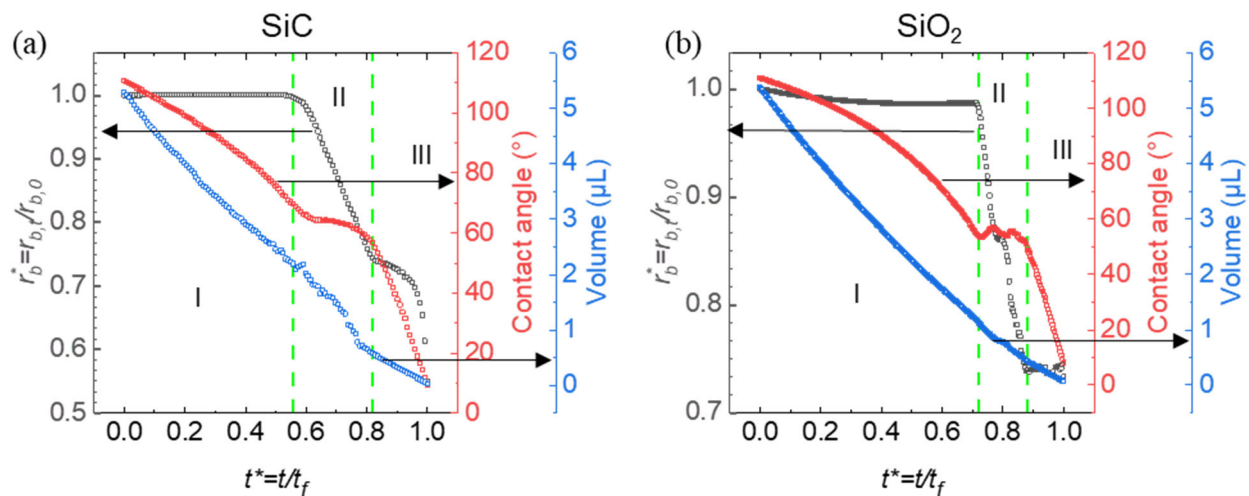 (a)
SiC
r*b=rb,t/rb,0
1.0
0.9
0.8
0.7
0.6
0.5
I
II
III
0.0 0.2 0.4 0.6 0.8 1.0
t*=t/tf
120
100
80
60
40
20
0
Contact angle (°)
6
5
4
3
2
1
0
Volume (μL)
(b)
SiO2
r*b=rb,t/rb,0
1.0
0.9
0.8
0.7
I
II
III
0.0 0.2 0.4 0.6 0.8 1.0
t*=t/tf
120
100
80
60
40
20
0
Contact angle (°)
6
5
4
3
2
1
0
Volume (μL)